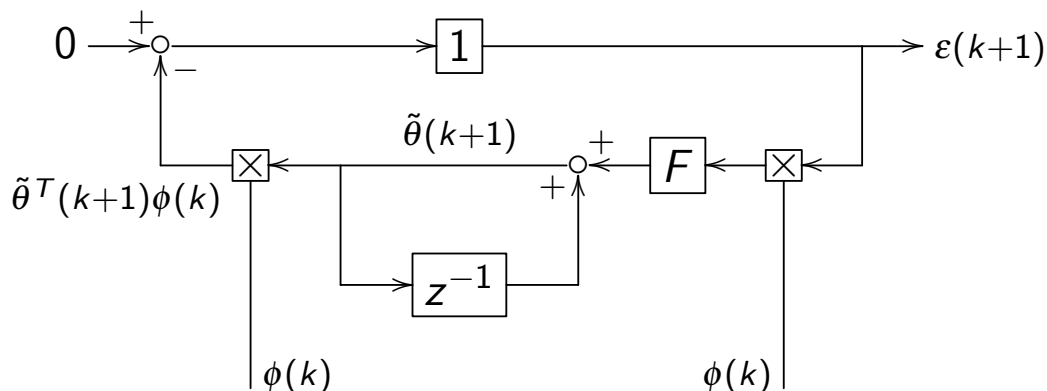 0
+
−
1
ε(k+1)
θ̃(k+1)
+
+
F
×
×
θ̃ᵀ(k+1)ϕ(k)
z⁻¹
ϕ(k)
ϕ(k)